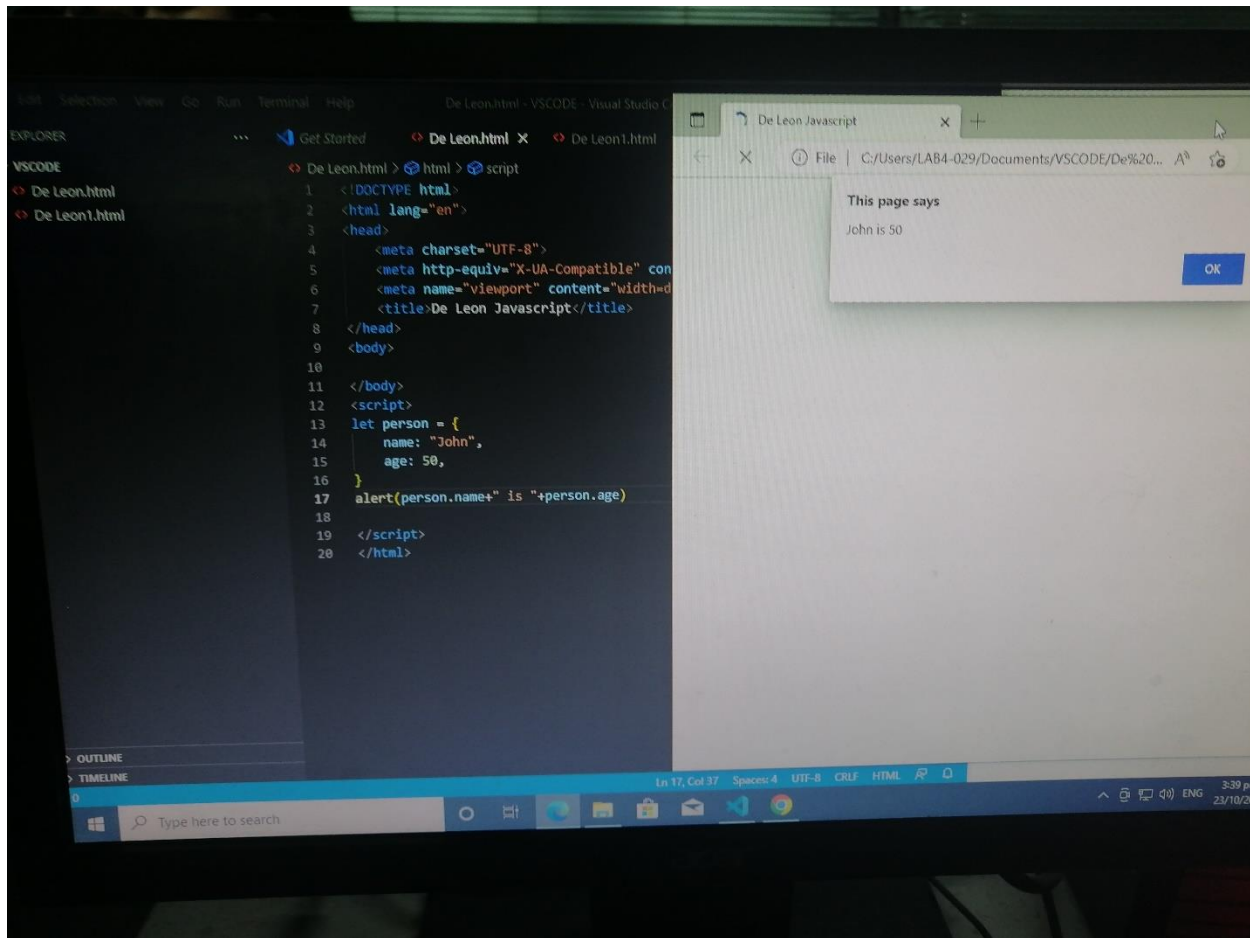 Edit Selection View Go Run Terminal Help
De Leon.html - VSCODE - Visual Studio
EXPLORER
···
VSCODE
De Leon.html
De Leon1.html
OUTLINE
TIMELINE
Get Started
De Leon.html
De Leon1.html
De Leon.html > html > script
1 <!DOCTYPE html>
2 <html lang="en">
3 <head>
4 <meta charset="UTF-8">
5 <meta http-equiv="X-UA-Compatible" con
6 <meta name="viewport" content="width=d
7 <title>De Leon Javascript</title>
8 </head>
9 <body>
10
11 </body>
12 <script>
13 let person = {
14 name: "John",
15 age: 50,
16 }
17 alert(person.name+" is "+person.age)
18
19 </script>
20 </html>
De Leon Javascript
File | C:/Users/LAB4-029/Documents/VSCODE/De%20...
This page says
John is 50
OK
0
Ln 17, Col 37 Spaces: 4 UTF-8 CRLF HTML
Type here to search
ENG
3:39
23/10/20